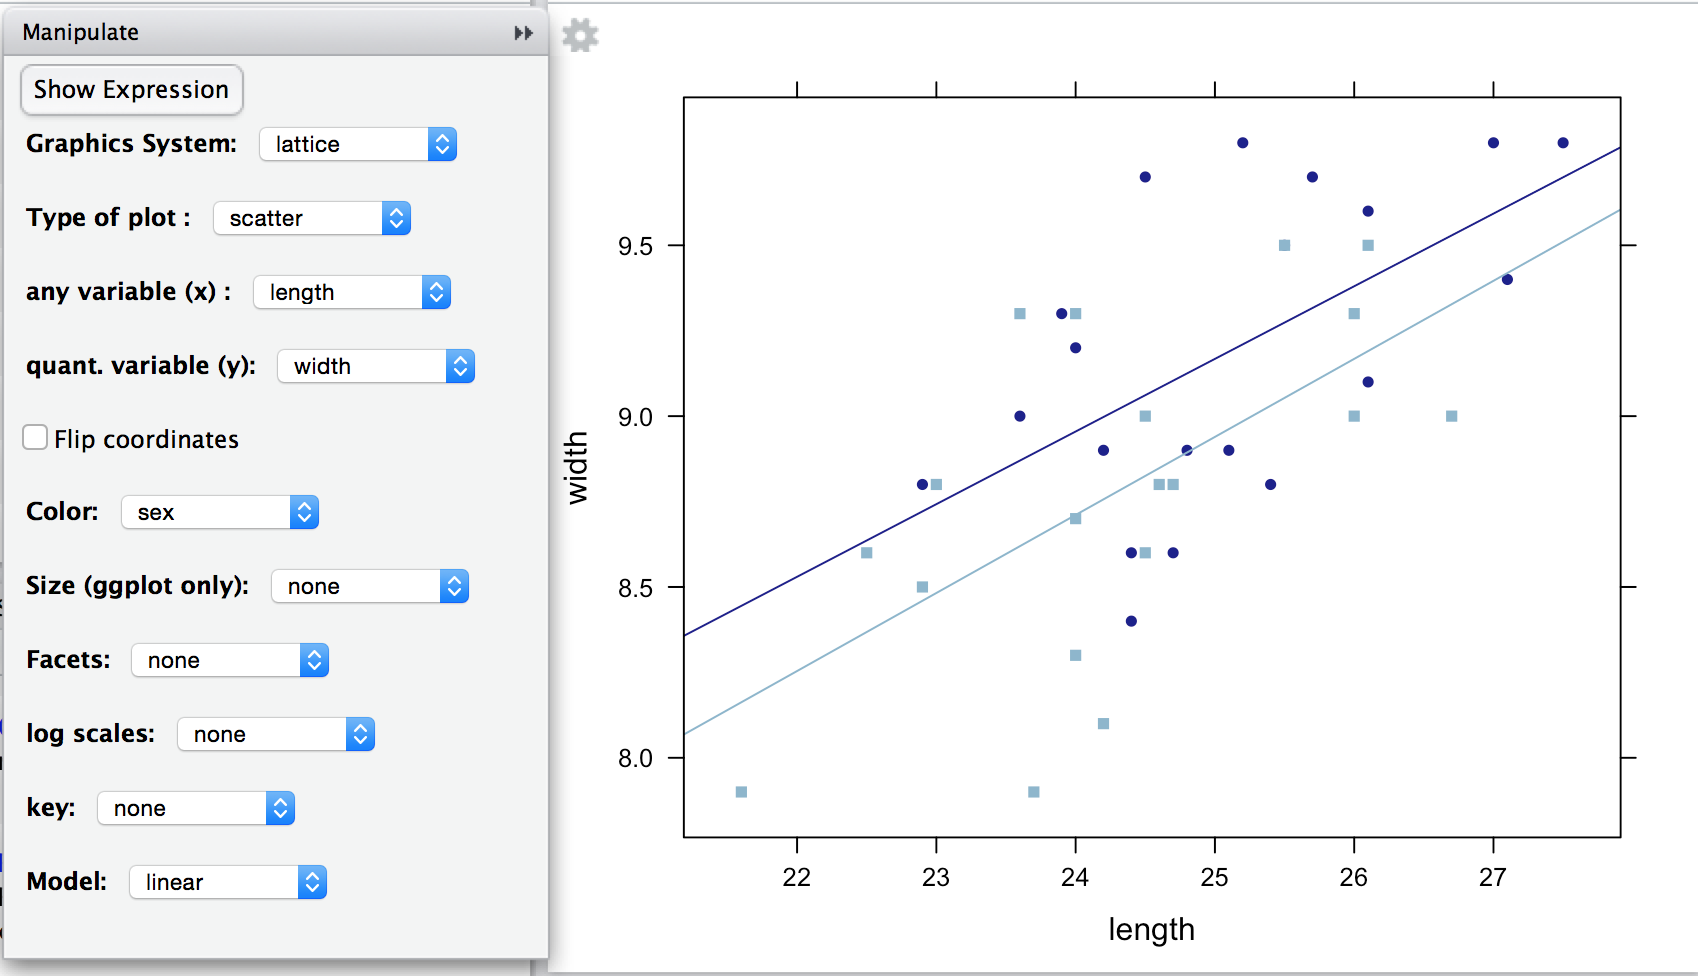 Manipulate
Show Expression
Graphics System: lattice
Type of plot : scatter
any variable (x) : length
quant. variable (y): width
Flip coordinates
Color: sex
Size (ggplot only): none
Facets: none
log scales: none
key: none
Model: linear
9.5
9.0
8.5
8.0
width
22 23 24 25 26 27
length